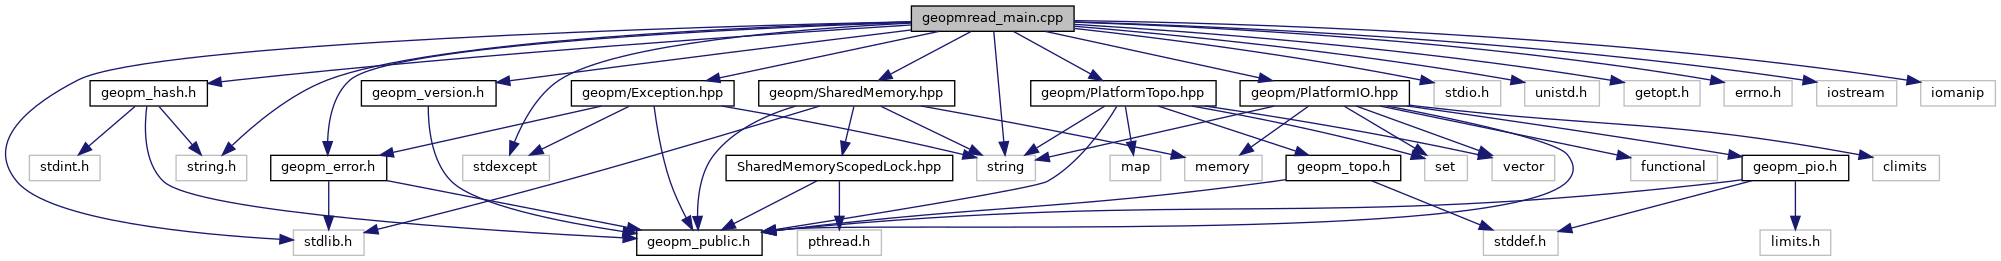 geopmread_main.cpp
geopm_hash.h
geopm_version.h
geopm/Exception.hpp
geopm/SharedMemory.hpp
geopm/PlatformTopo.hpp
geopm/PlatformIO.hpp
stdio.h
unistd.h
getopt.h
errno.h
iostream
iomanip
stdint.h
string.h
geopm_error.h
stdexcept
SharedMemoryScopedLock.hpp
string
map
memory
geopm_topo.h
set
vector
functional
geopm_pio.h
climits
stdlib.h
geopm_public.h
pthread.h
stddef.h
limits.h